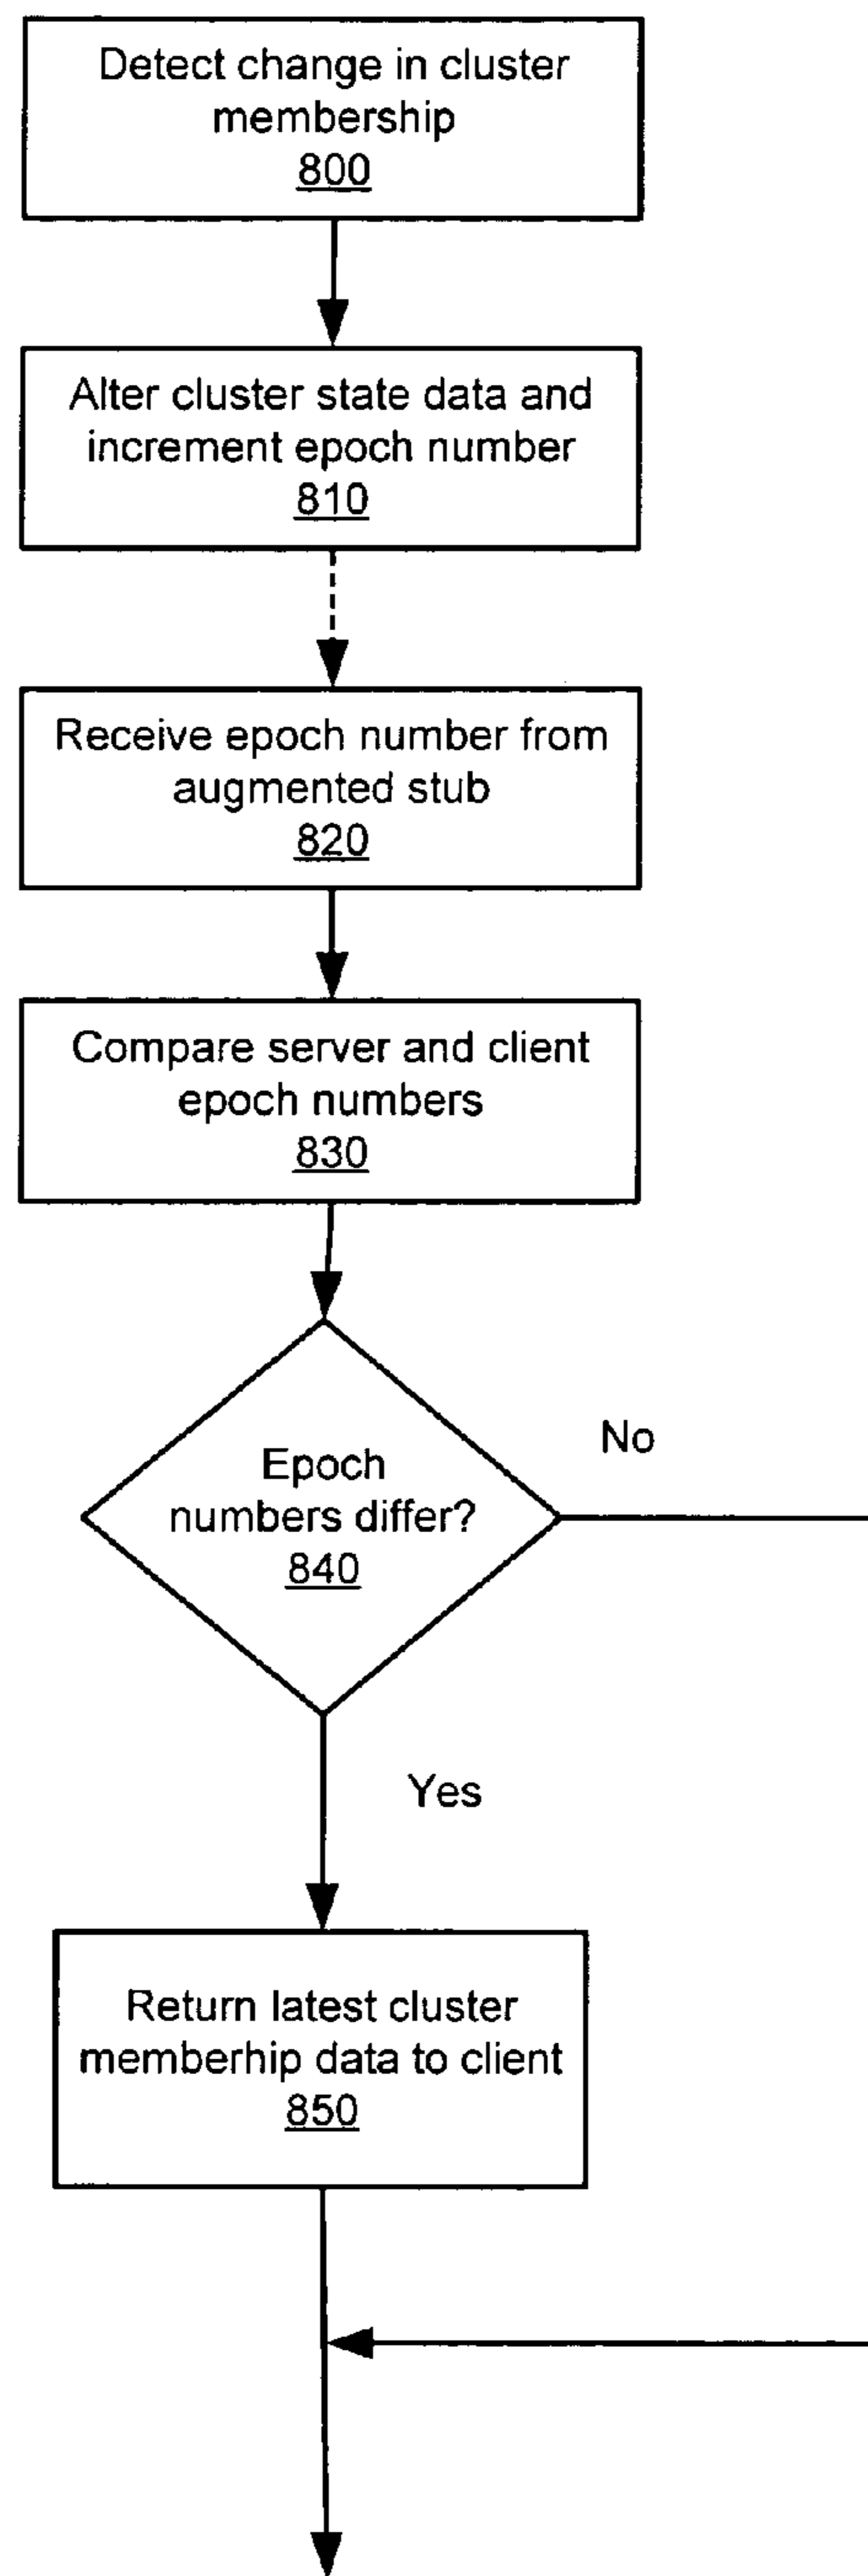 Detect change in cluster
membership
800
Alter cluster state data and
increment epoch number
810
Receive epoch number from
augmented stub
820
Compare server and client
epoch numbers
830
Epoch
numbers differ?
840
No
Yes
Return latest cluster
memberhip data to client
850